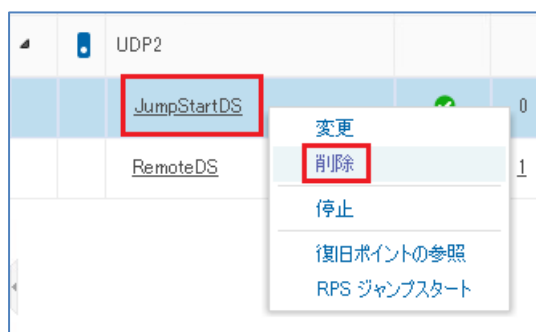 UDP2
JumpStartDS 0
変更
RemoteDS 削除 1
停止
復旧ポイントの参照
RPS ジャンプスタート